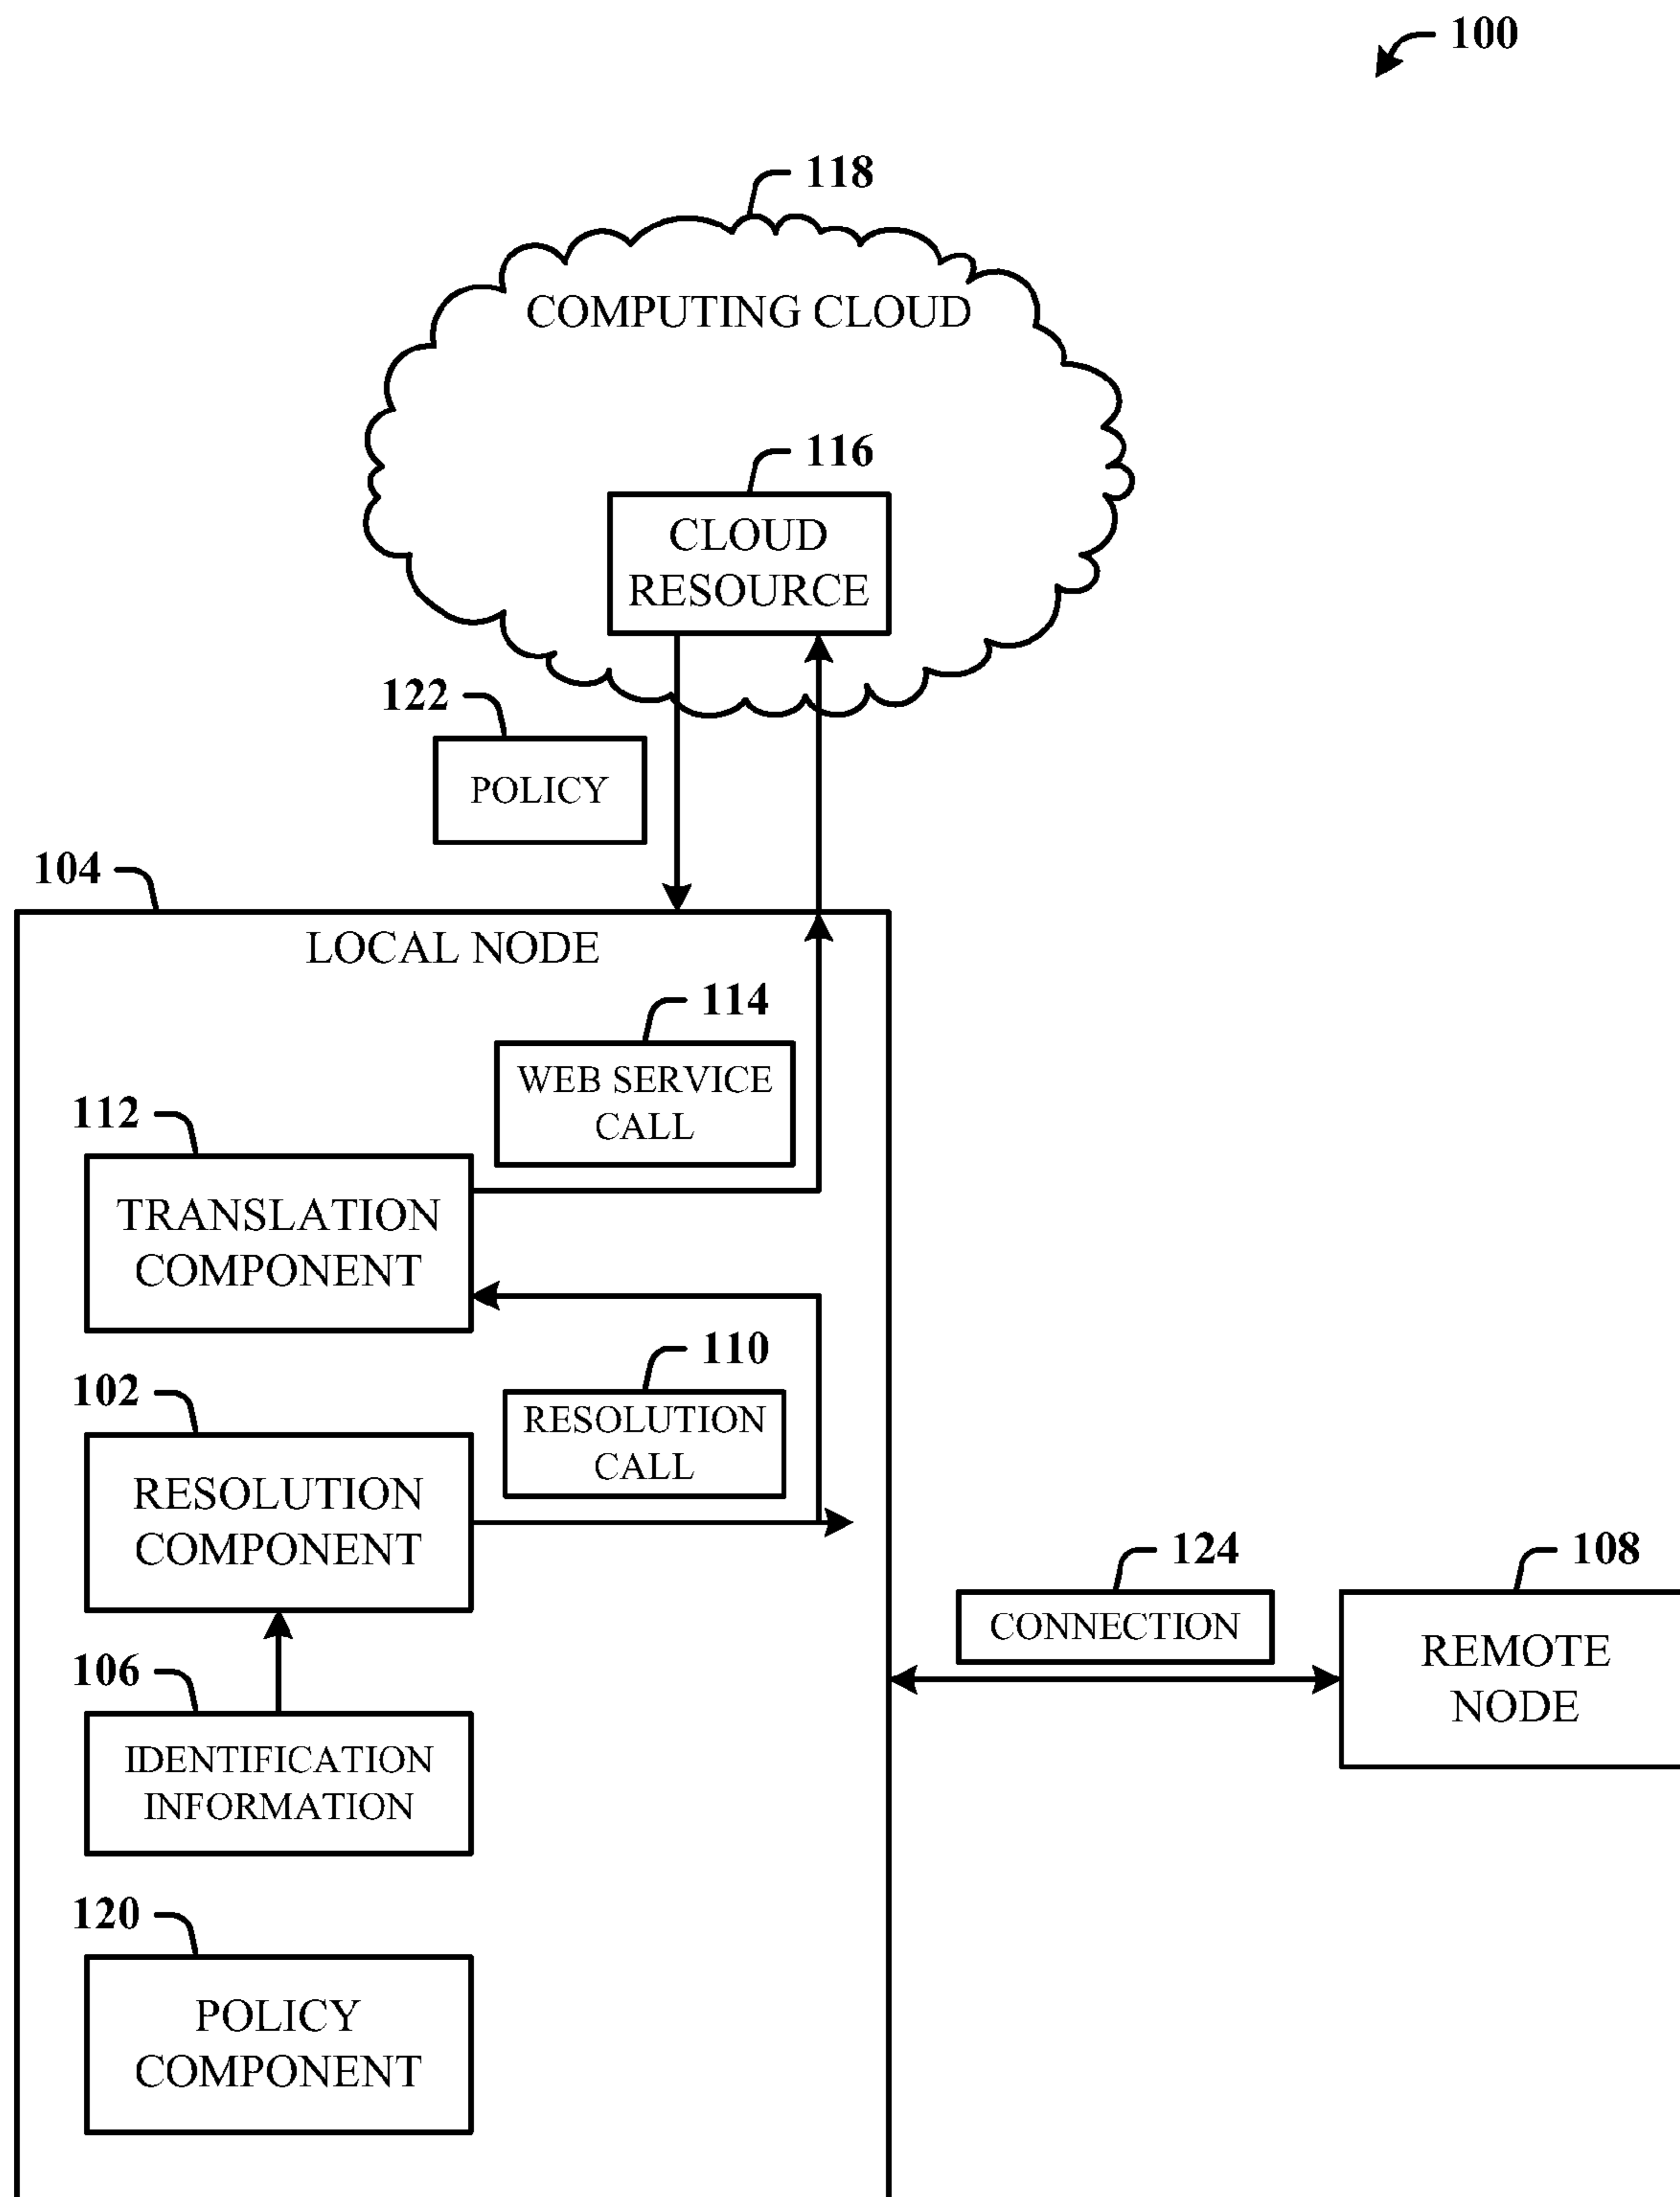 100
118
COMPUTING CLOUD
116
CLOUD
RESOURCE
122
POLICY
104
LOCAL NODE
114
WEB SERVICE
CALL
112
TRANSLATION
COMPONENT
110
RESOLUTION
CALL
102
RESOLUTION
COMPONENT
124
CONNECTION
108
REMOTE
NODE
106
IDENTIFICATION
INFORMATION
120
POLICY
COMPONENT